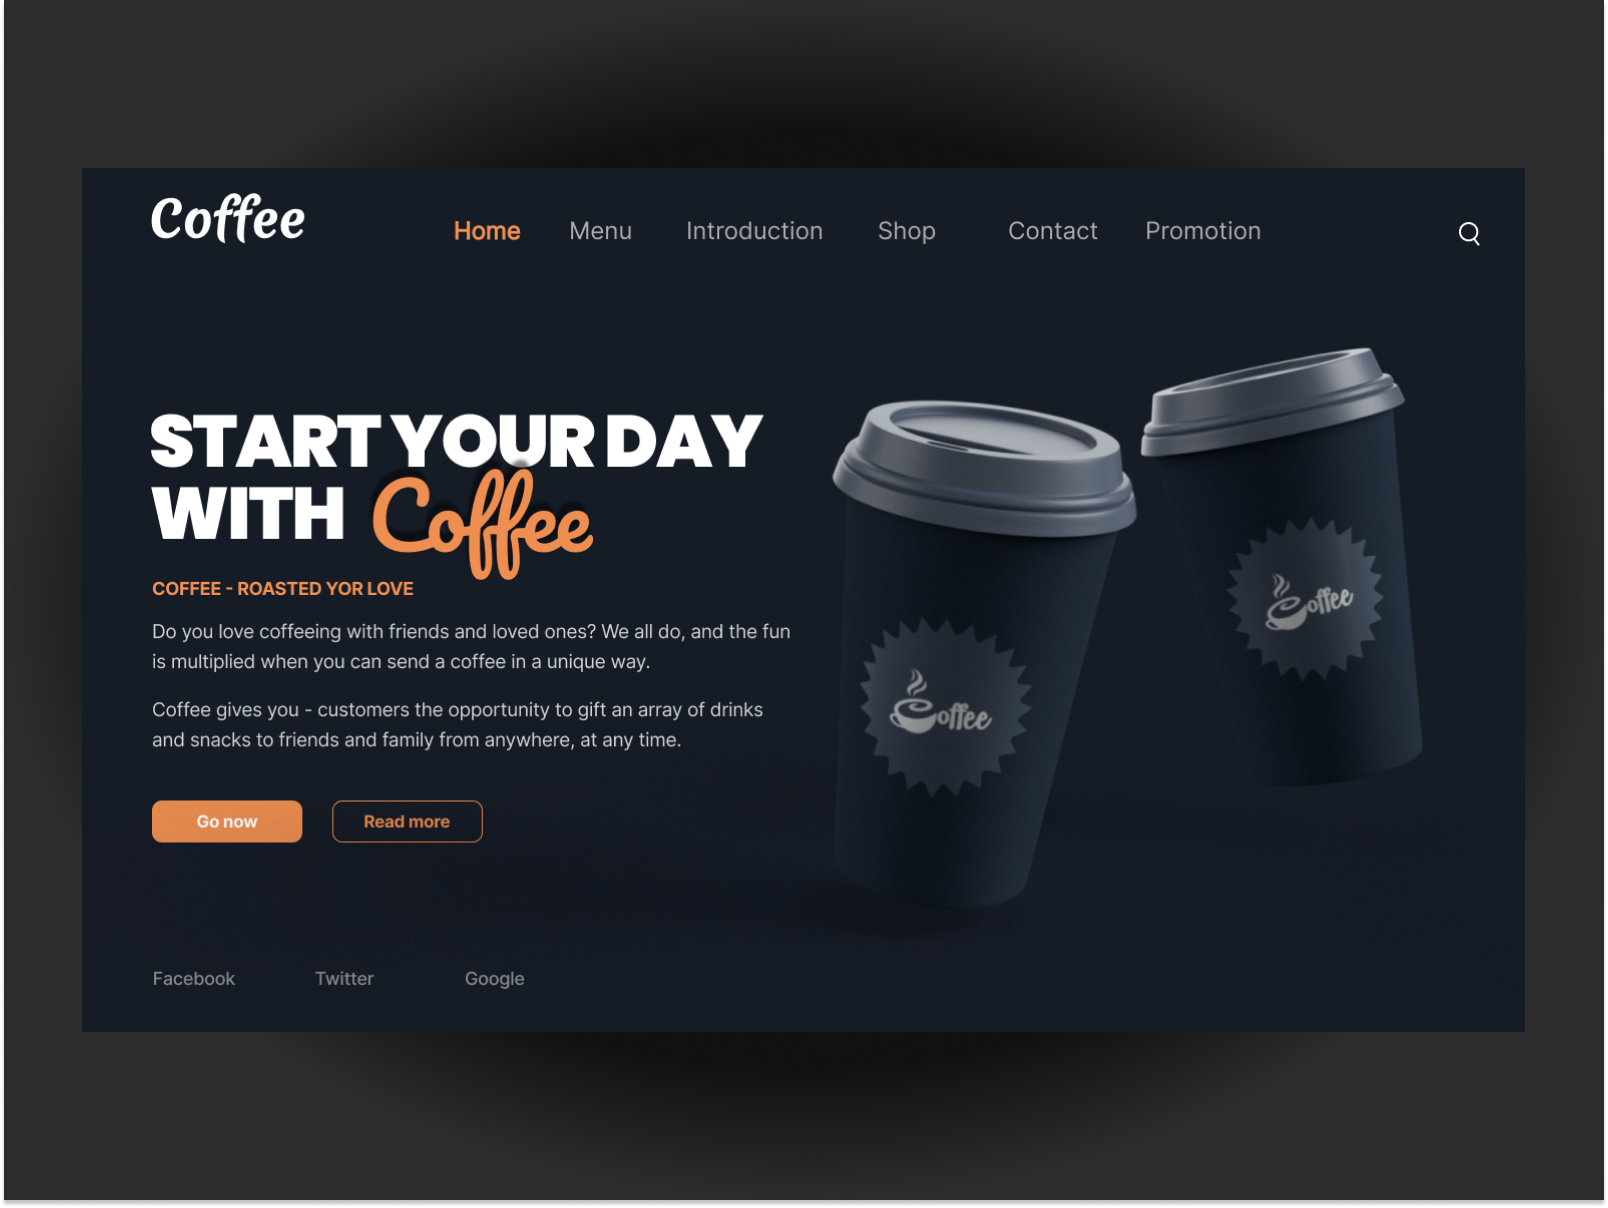 Coffee
Home Menu Introduction Shop Contact Promotion
START YOUR DAY
WITH Coffee
COFFEE - ROASTED YOR LOVE
Do you love coffeeing with friends and loved ones? We all do, and the fun
is multiplied when you can send a coffee in a unique way.
Coffee gives you - customers the opportunity to gift an array of drinks
and snacks to friends and family from anywhere, at any time.
Go now Read more
Coffee
Coffee
Facebook Twitter Google